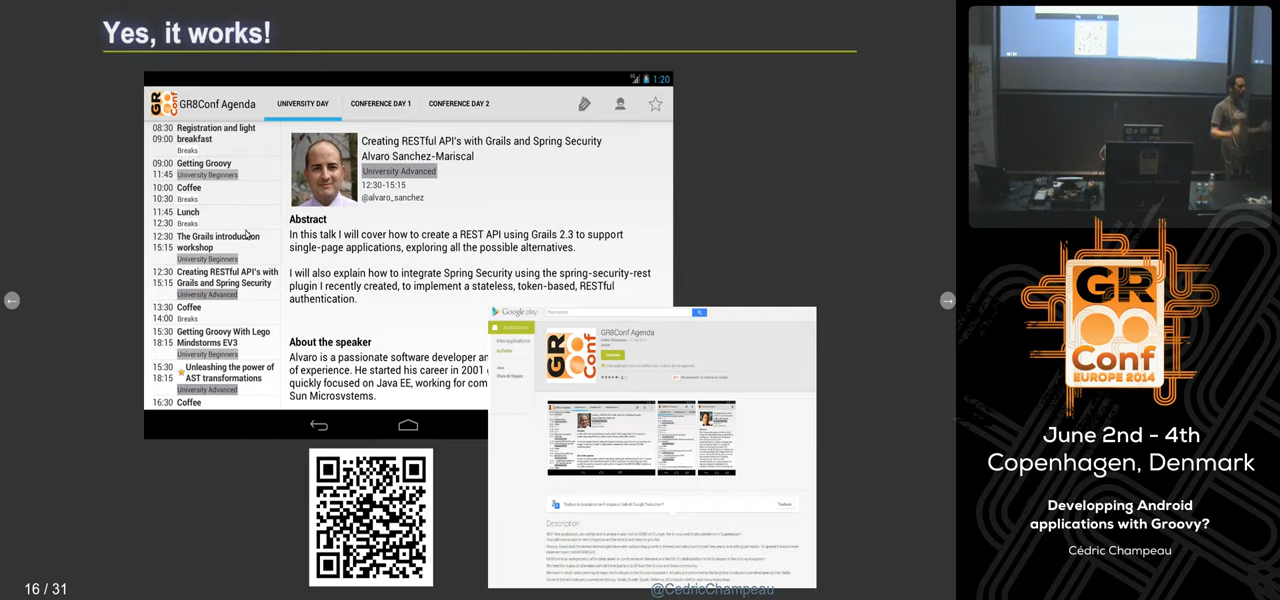 Yes, it works!
1:20
GR8Conf Agenda
UNIVERSITY DAY
CONFERENCE DAY 1
CONFERENCE DAY 2
08:30 Registration and light
09:00 breakfast
Breaks
09:00 Getting Groovy
11:45 University Beginners
10:00 Coffee
10:30 Breaks
11:45 Lunch
12:30 Breaks
12:30 The Grails introduction
15:15 workshop
University Beginners
12:30 Creating RESTful API's with
15:15 Grails and Spring Security
University Advanced
13:30 Coffee
14:00 Breaks
15:30 Getting Groovy With Lego
18:15 Mindstorms EV3
University Beginners
15:30 Unleashing the power of
18:15 AST transformations
University Advanced
16:30 Coffee
Creating RESTful API's with Grails and Spring Security
Alvaro Sanchez-Mariscal
University Advanced
12:30-15:15
@alvaro_sanchez
Abstract
In this talk I will cover how to create a REST API using Grails 2.3 to support
single-page applications, exploring all the possible alternatives.
I will also explain how to integrate Spring Security using the spring-security-rest
plugin I recently created, to implement a stateless, token-based, RESTful
authentication.
About the speaker
Alvaro is a passionate software developer an
of experience. He started his career in 2001
quickly focused on Java EE, working for com
Sun Microsystems.
Google play
Applications
Mes applications
Acheter
GR8Conf Agenda
Description
@CedricChampeau
16 / 31
GR8
Conf
EUROPE 2014
June 2nd - 4th
Copenhagen, Denmark
Developping Android
applications with Groovy?
Cédric Champeau